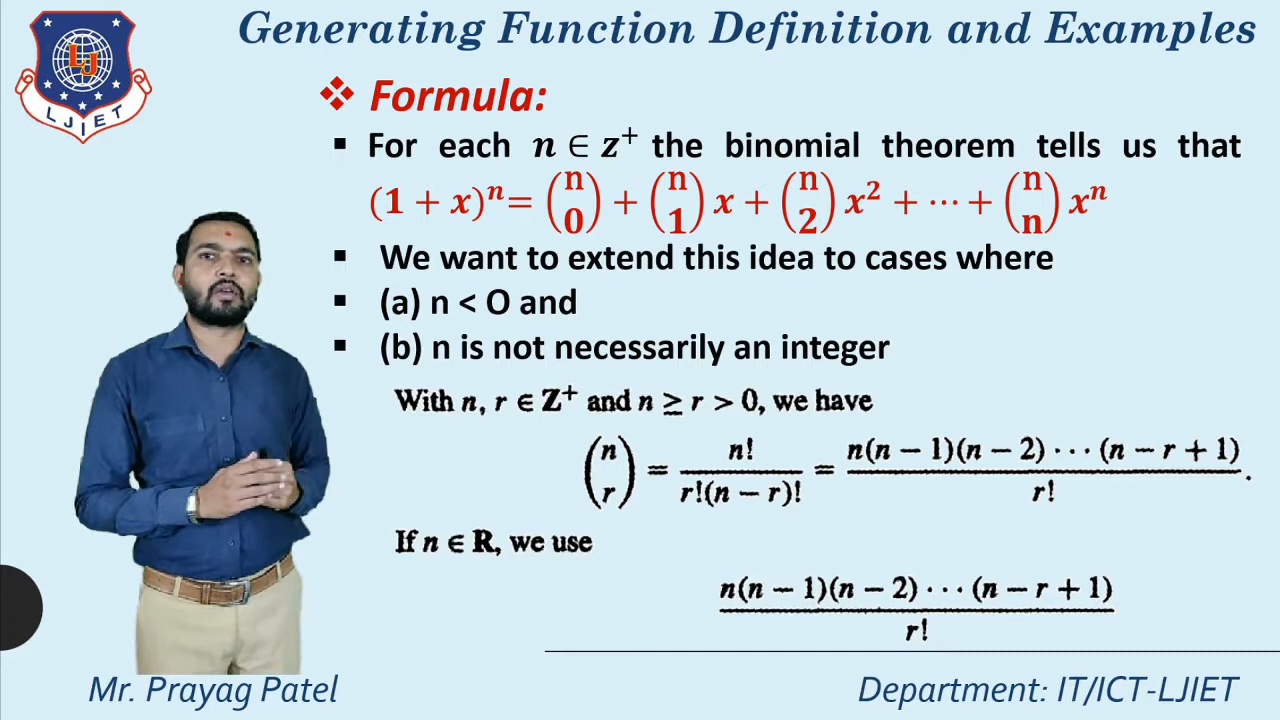 Generating Function Definition and Examples
LJ
LJIET
❖ Formula:
▪ For each n ∈ z⁺ the binomial theorem tells us that
(1 + x)ⁿ= (n 0) + (n 1) x + (n 2) x² + ⋯ + (n n) xⁿ
▪ We want to extend this idea to cases where
▪ (a) n < O and
▪ (b) n is not necessarily an integer
With n, r ∈ Z⁺ and n ≥ r > 0, we have
(n r) = n! / r!(n − r)! = n(n − 1)(n − 2) ⋯ (n − r + 1) / r! .
If n ∈ R, we use
n(n − 1)(n − 2) ⋯ (n − r + 1) / r!
Mr. Prayag Patel
Department: IT/ICT-LJIET